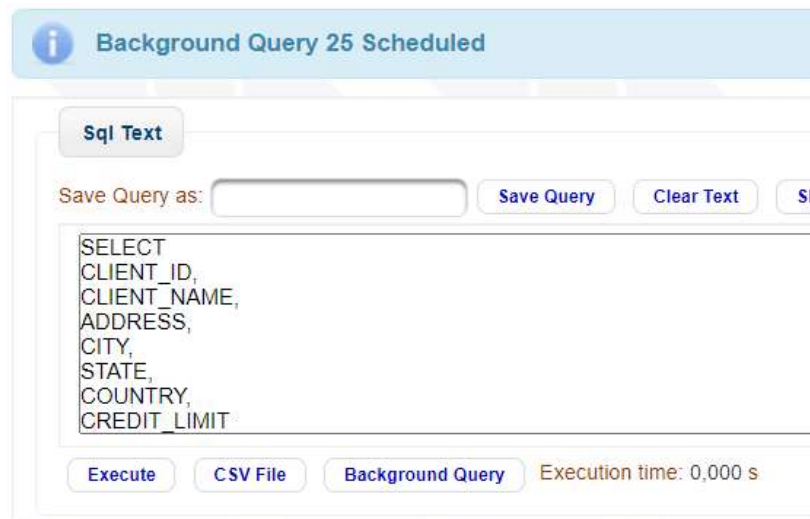 Background Query 25 Scheduled
Sql Text
Save Query as: Save Query Clear Text
SELECT
CLIENT_ID,
CLIENT_NAME,
ADDRESS,
CITY,
STATE,
COUNTRY,
CREDIT_LIMIT
Execute CSV File Background Query Execution time: 0,000 s